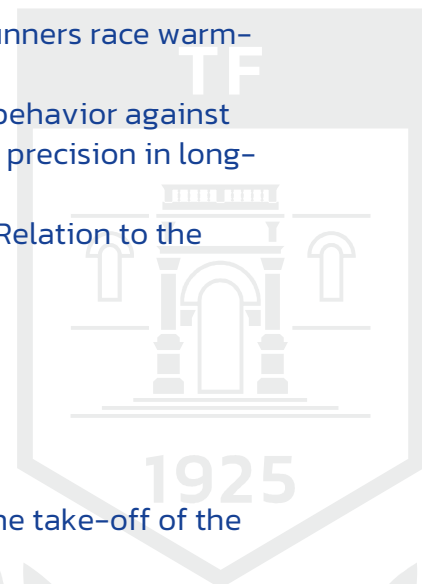 unners race warm-
TF
behavior against
precision in long-
Relation to the
1925
he take-off of the